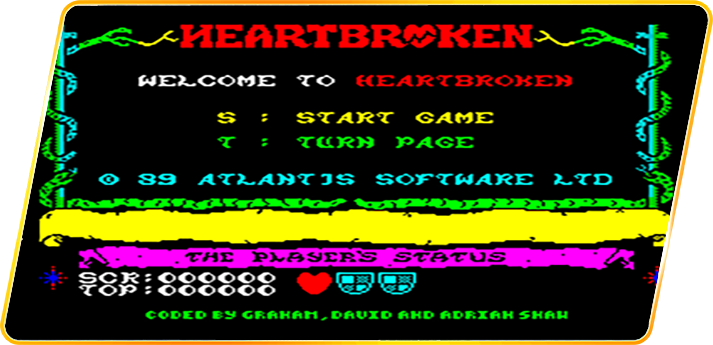 HEARTBROKEN
WELCOME TO HEARTBROKEN
S : START GAME
T : TURN PAGE
© 89 ATLANTIS SOFTWARE LTD
THE PLAYER'S STATUS
SCR:000000
TOP:000000
CODED BY GRAHAM, DAVID AND ADRIAN SHAW